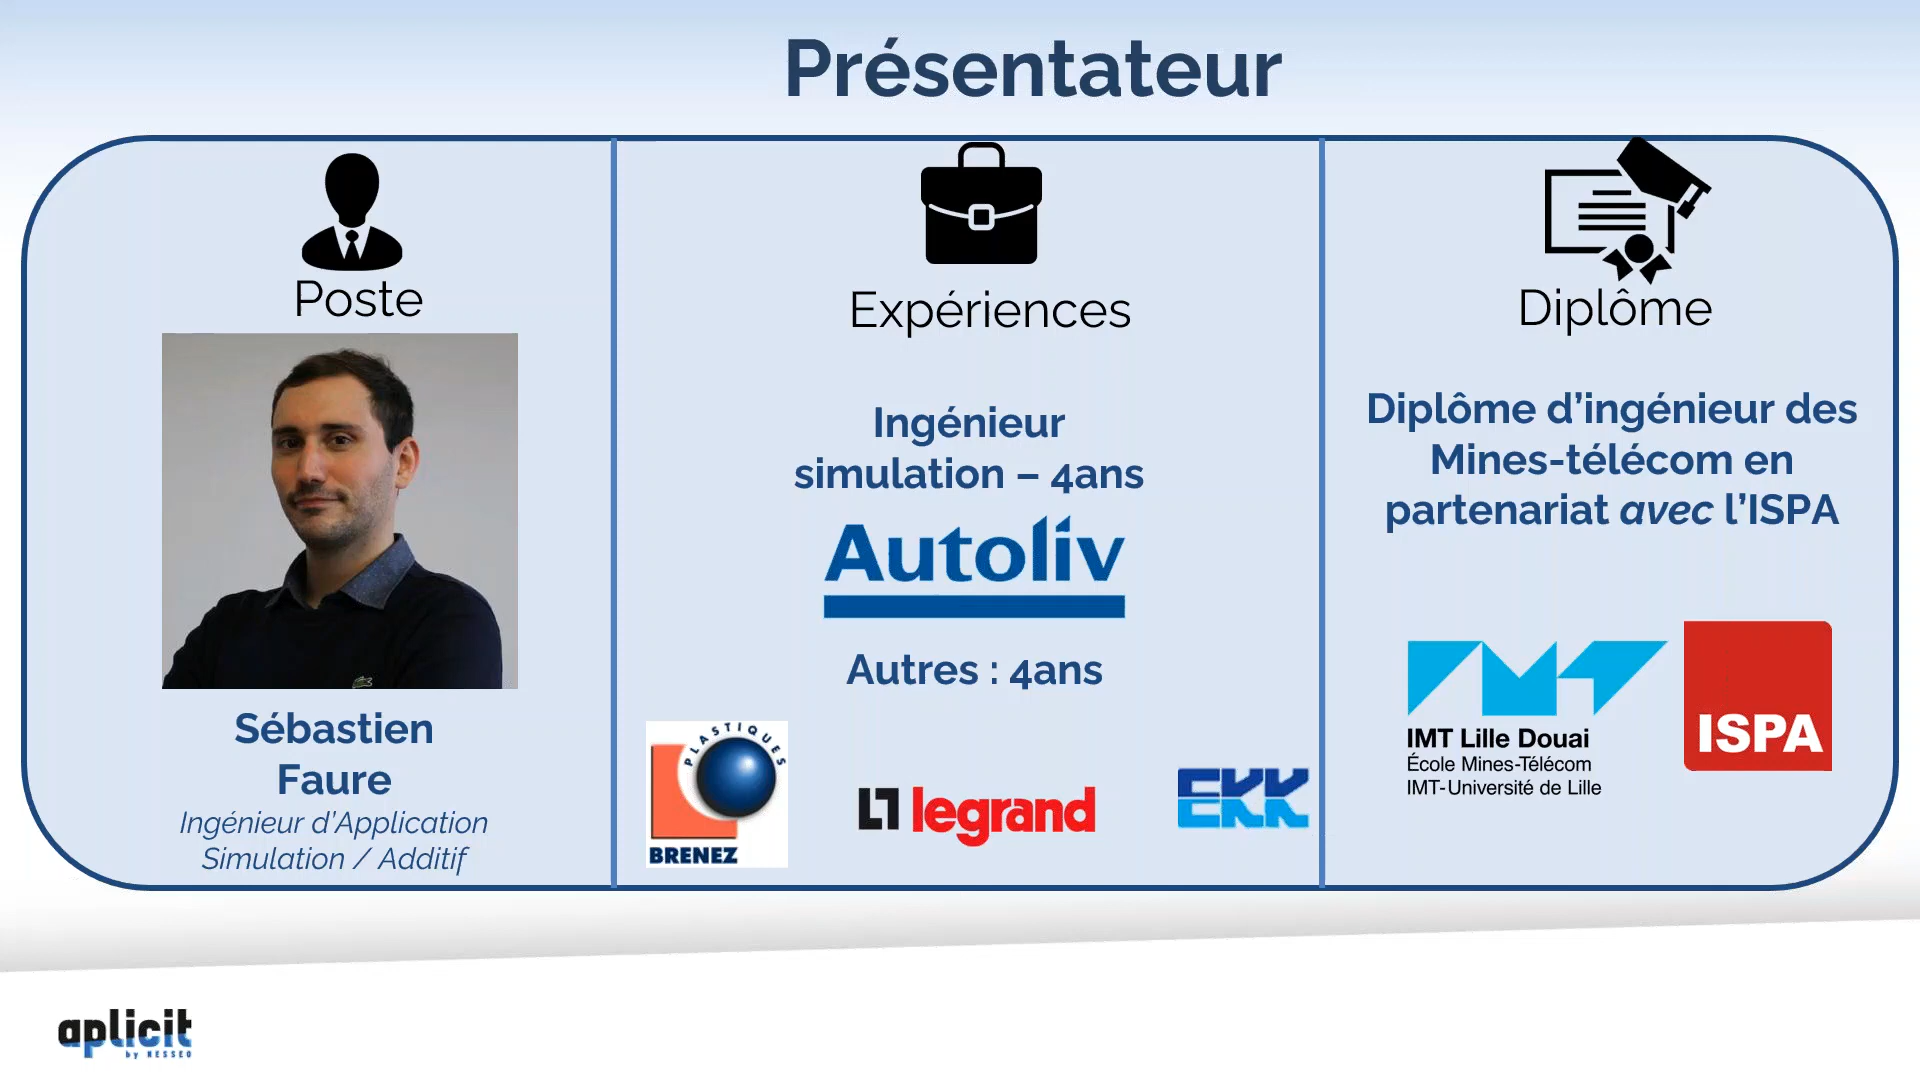 Présentateur
Poste
Sébastien
Faure
Ingénieur d'Application
Simulation / Additif
Expériences
Ingénieur
simulation – 4ans
Autoliv
Autres : 4ans
PLASTIQUES
BRENEZ
legrand
EKK
Diplôme
Diplôme d'ingénieur des
Mines-télécom en
partenariat avec l'ISPA
IMT Lille Douai
École Mines-Télécom
IMT-Université de Lille
ISPA
aplicit
by NESSEO